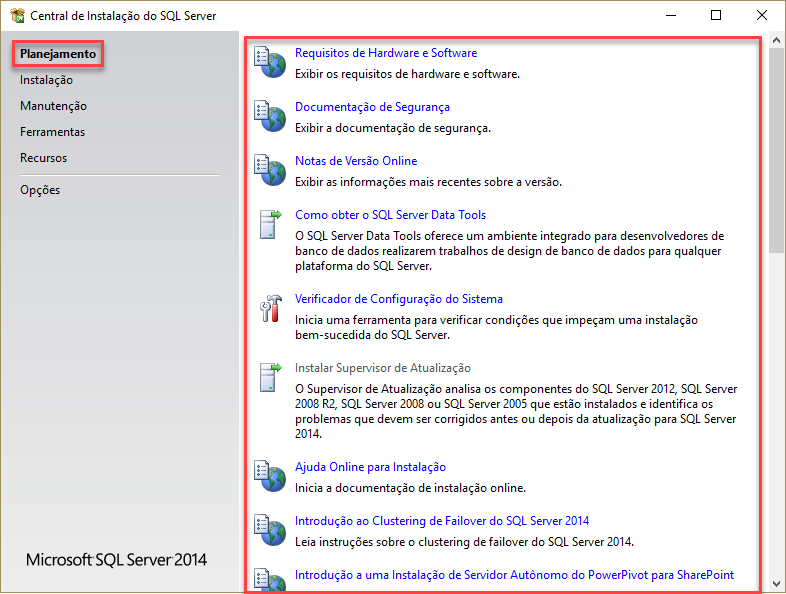 Central de Instalação do SQL Server
Planejamento
Instalação
Manutenção
Ferramentas
Recursos
Opções
Microsoft SQL Server 2014
Requisitos de Hardware e Software
Exibir os requisitos de hardware e software.
Documentação de Segurança
Exibir a documentação de segurança.
Notas de Versão Online
Exibir as informações mais recentes sobre a versão.
Como obter o SQL Server Data Tools
O SQL Server Data Tools oferece um ambiente integrado para desenvolvedores de
banco de dados realizarem trabalhos de design de banco de dados para qualquer
plataforma do SQL Server.
Verificador de Configuração do Sistema
Inicia uma ferramenta para verificar condições que impeçam uma instalação
bem-sucedida do SQL Server.
Instalar Supervisor de Atualização
O Supervisor de Atualização analisa os componentes do SQL Server 2012, SQL Server
2008 R2, SQL Server 2008 ou SQL Server 2005 que estão instalados e identifica os
problemas que devem ser corrigidos antes ou depois da atualização para SQL Server
2014.
Ajuda Online para Instalação
Inicia a documentação de instalação online.
Introdução ao Clustering de Failover do SQL Server 2014
Leia instruções sobre o clustering de failover do SQL Server 2014.
Introdução a uma Instalação de Servidor Autônomo do PowerPivot para SharePoint